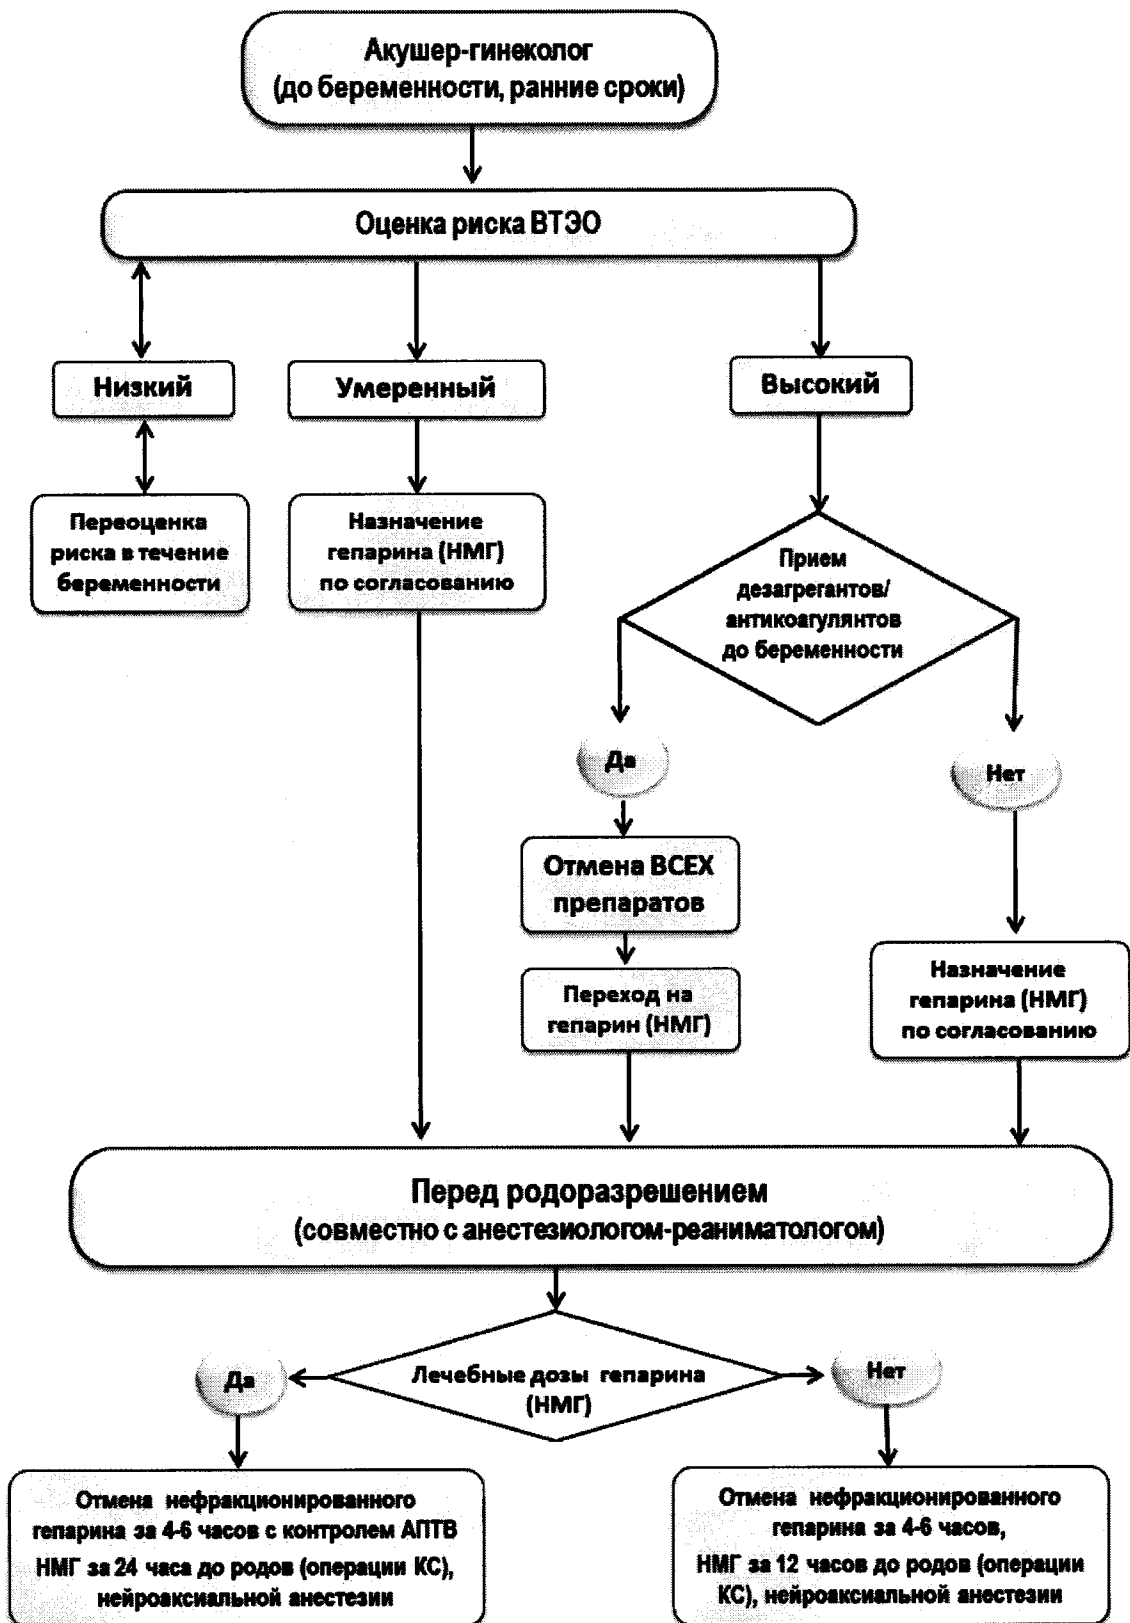 Акушер-гинеколог
(до беременности, ранние сроки)
Оценка риска ВТЭО
Низкий
Умеренный
Высокий
Переоценка
риска в течение
беременности
Назначение
гепарина (НМГ)
по согласованию
Прием
дезагрегантов/
антикоагулянтов
до беременности
Да
Нет
Отмена ВСЕХ
препаратов
Переход на
гепарин (НМГ)
Назначение
гепарина (НМГ)
по согласованию
Перед родоразрешением
(совместно с анестезиологом-реаниматологом)
Лечебные дозы гепарина
(НМГ)
Да
Нет
Отмена нефракционированного
гепарина за 4-6 часов с контролем АПТВ
НМГ за 24 часа до родов (операции КС),
нейроаксиальной анестезии
Отмена нефракционированного
гепарина за 4-6 часов,
НМГ за 12 часов до родов (операции
КС), нейроаксиальной анестезии